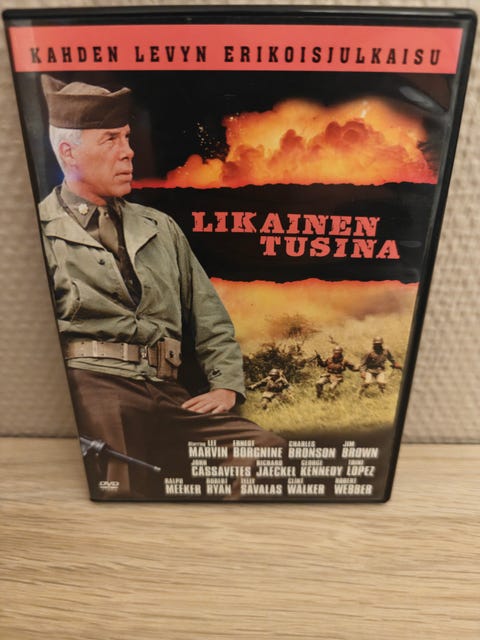 KAHDEN LEVYN ERIKOISJULKAISU
LIKAINEN
TUSINA
Starring LEE MARVIN ERNEST BORGNINE CHARLES BRONSON JIM BROWN
JOHN CASSAVETES RICHARD JAECKEL GEORGE KENNEDY TRINI LOPEZ
RALPH MEEKER ROBERT RYAN TELLY SAVALAS CLINT WALKER ROBERT WEBBER
DVD